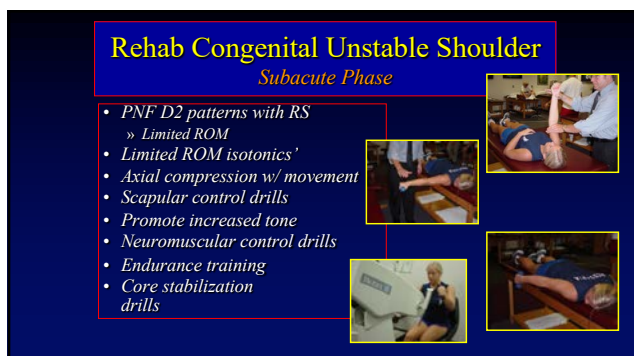 Rehab Congenital Unstable Shoulder
Subacute Phase
• PNF D2 patterns with RS
» Limited ROM
• Limited ROM isotonics’
• Axial compression w/ movement
• Scapular control drills
• Promote increased tone
• Neuromuscular control drills
• Endurance training
• Core stabilization
drills